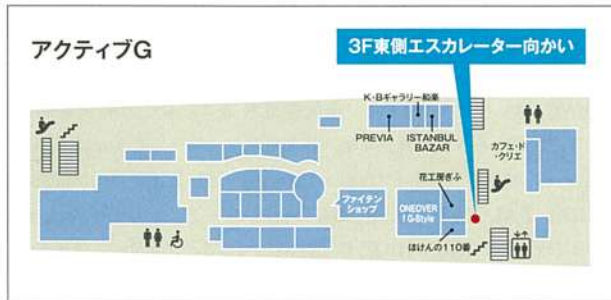 アクティブG
3F東側エスカレーター向かい
K・Bギャラリー和楽
PREVIA
ISTANBUL
BAZAR
カフェ・ド
・クリエ
花工房ぎふ
ファイテン
ショップ
ONEOVER
1 G-Style
ほけんの110番